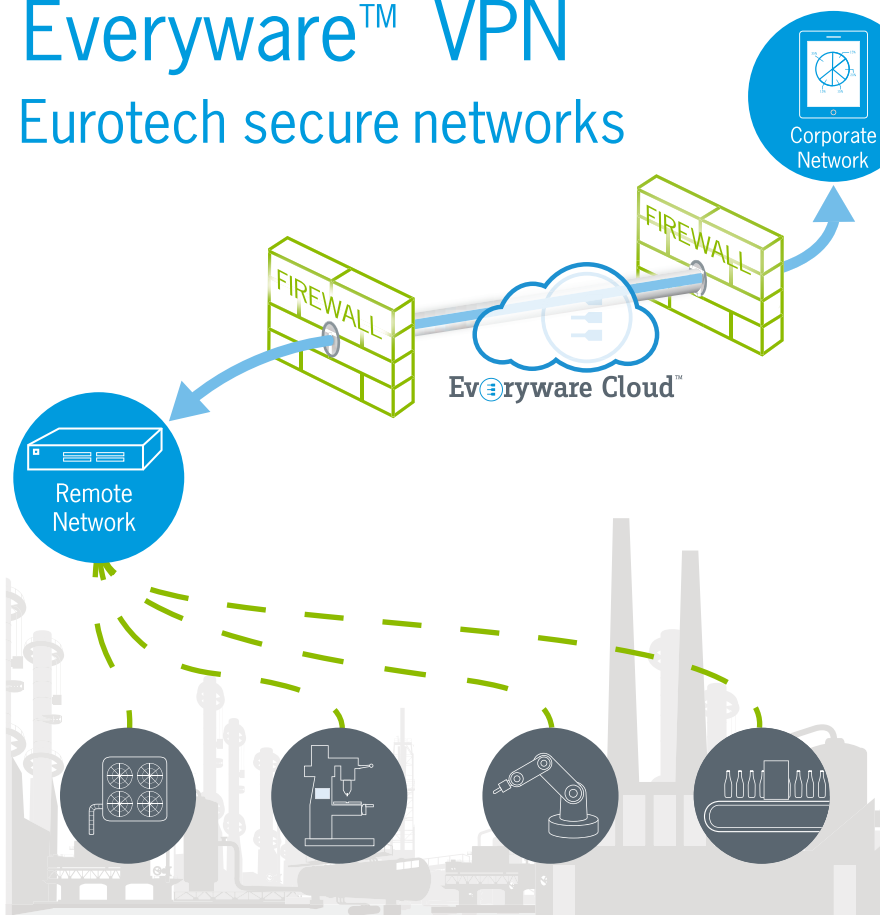 Everyware™ VPN
Eurotech secure networks
Corporate
Network
FIREWALL
FIREWALL
Everyware Cloud™
Remote
Network